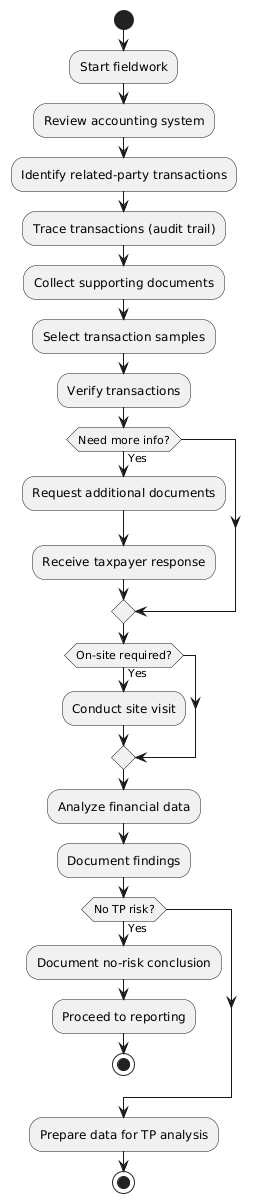 Start fieldwork
Review accounting system
Identify related-party transactions
Trace transactions (audit trail)
Collect supporting documents
Select transaction samples
Verify transactions
Need more info?
Yes
Request additional documents
Receive taxpayer response
On-site required?
Yes
Conduct site visit
Analyze financial data
Document findings
No TP risk?
Yes
Document no-risk conclusion
Proceed to reporting
Prepare data for TP analysis